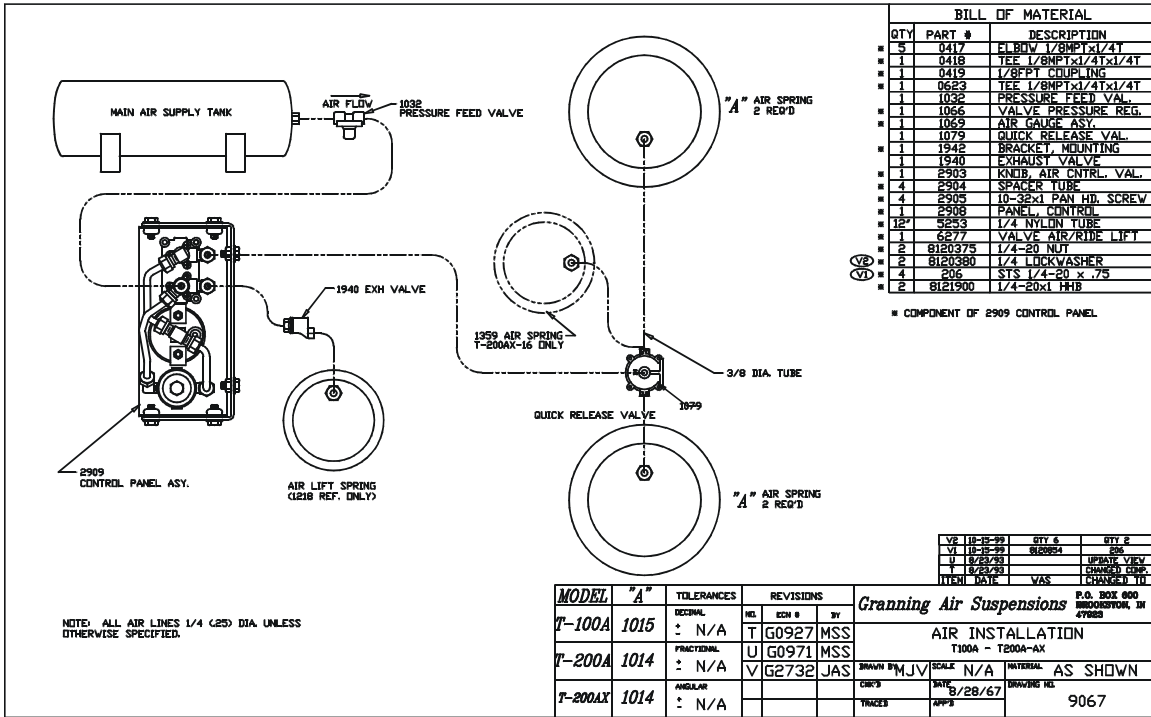 MAIN AIR SUPPLY TANK
AIR FLOW
1032
PRESSURE FEED VALVE
"A" AIR SPRING
2 REQ'D
1940 EXH VALVE
1359 AIR SPRING
T-200AX-16 ONLY
3/8 DIA. TUBE
1079
QUICK RELEASE VALVE
2909
CONTROL PANEL ASY.
AIR LIFT SPRING
(1218 REF. ONLY)
"A" AIR SPRING
2 REQ'D
NOTE: ALL AIR LINES 1/4 (.25) DIA. UNLESS
OTHERWISE SPECIFIED.
BILL OF MATERIAL
QTY PART # DESCRIPTION
* 5 0417 ELBOW 1/8MPTx1/4T
* 1 0418 TEE 1/8MPTx1/4Tx1/4T
* 1 0419 1/8FPT COUPLING
* 1 0623 TEE 1/8MPTx1/4Tx1/4T
1 1032 PRESSURE FEED VAL.
* 1 1066 VALVE PRESSURE REG.
* 1 1069 AIR GAUGE ASY.
1 1079 QUICK RELEASE VAL.
* 1 1942 BRACKET, MOUNTING
1 1940 EXHAUST VALVE
* 1 2903 KNOB, AIR CNTRL. VAL.
* 4 2904 SPACER TUBE
* 4 2905 10-32x1 PAN HD. SCREW
* 1 2908 PANEL, CONTROL
* 12" 5253 1/4 NYLON TUBE
* 1 6277 VALVE AIR/RIDE LIFT
* 2 8120375 1/4-20 NUT
V2 * 2 8120380 1/4 LOCKWASHER
V1 * 4 206 STS 1/4-20 x .75
* 2 8121900 1/4-20x1 HHB
* COMPONENT OF 2909 CONTROL PANEL
V2 10-15-99 QTY 6 QTY 2
V1 10-15-99 8120854 206
U 8/23/93 UPDATE VIEW
T 8/23/93 CHANGED COMP.
ITEM DATE WAS CHANGED TO
MODEL "A"
T-100A 1015
T-200A 1014
T-200AX 1014
TOLERANCES
DECIMAL
± N/A
FRACTIONAL
± N/A
ANGULAR
± N/A
REVISIONS
NO. ECN # BY
T G0927 MSS
U G0971 MSS
V G2732 JAS
Granning Air Suspensions
P.O. BOX 600
BROOKSTON, IN
47923
AIR INSTALLATION
T100A - T200A-AX
DRAWN BY MJV SCALE N/A MATERIAL AS SHOWN
CHK'D DATE 8/28/67 DRAWING NO. 9067
TRACED APP'D